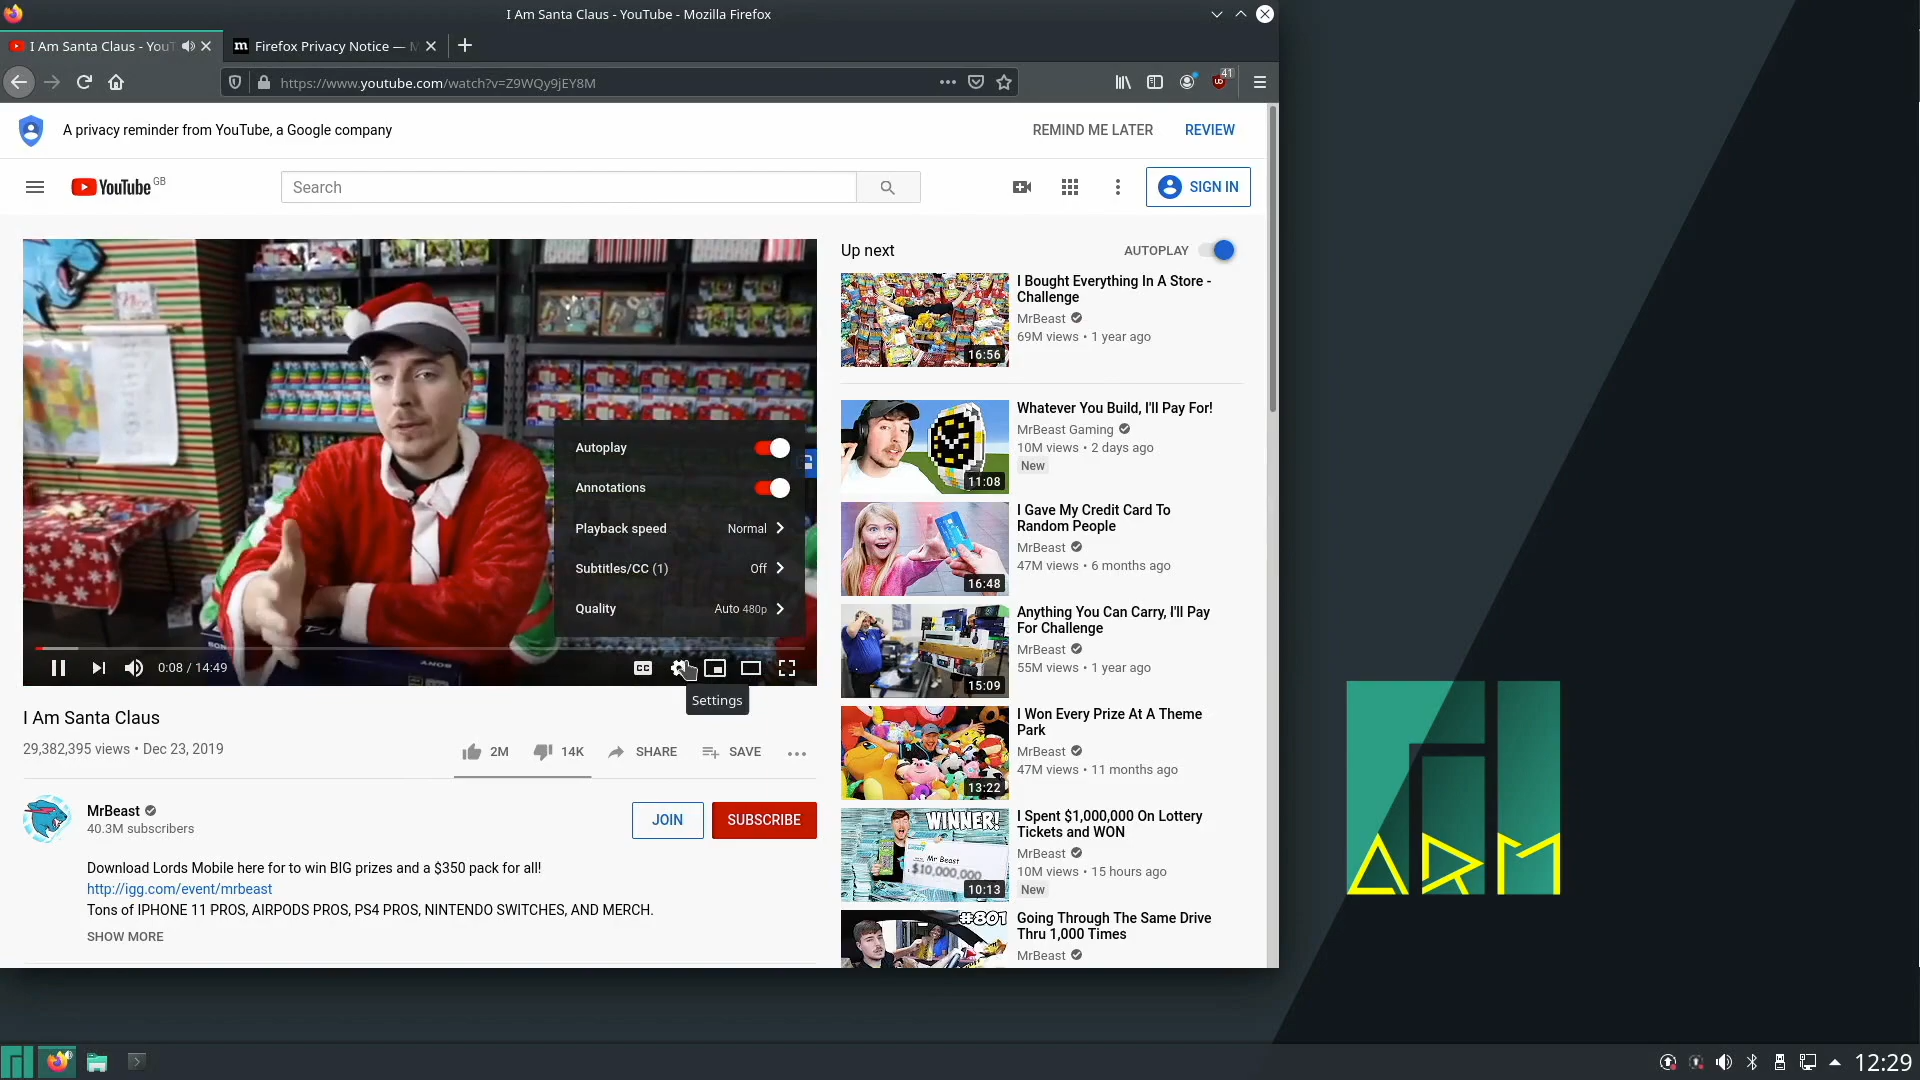 I Am Santa Claus - YouTube - Mozilla Firefox
I Am Santa Claus - YouT
Firefox Privacy Notice —
https://www.youtube.com/watch?v=Z9WQy9jEY8M
41
A privacy reminder from YouTube, a Google company
REMIND ME LATER
REVIEW
YouTube GB
Search
SIGN IN
Autoplay
Annotations
Playback speed Normal
Subtitles/CC (1) Off
Quality Auto 480p
0:08 / 14:49
CC
Settings
I Am Santa Claus
29,382,395 views • Dec 23, 2019
2M
14K
SHARE
SAVE
MrBeast
40.3M subscribers
JOIN
SUBSCRIBE
Download Lords Mobile here for to win BIG prizes and a $350 pack for all!
http://igg.com/event/mrbeast
Tons of IPHONE 11 PROS, AIRPODS PROS, PS4 PROS, NINTENDO SWITCHES, AND MERCH.
SHOW MORE
Up next
AUTOPLAY
16:56
I Bought Everything In A Store -
Challenge
MrBeast
69M views • 1 year ago
11:08
Whatever You Build, I'll Pay For!
MrBeast Gaming
10M views • 2 days ago
New
16:48
I Gave My Credit Card To
Random People
MrBeast
47M views • 6 months ago
15:09
Anything You Can Carry, I'll Pay
For Challenge
MrBeast
55M views • 1 year ago
13:22
I Won Every Prize At A Theme
Park
MrBeast
47M views • 11 months ago
WINNER!
Mr Beast
$10,000,000
10:13
I Spent $1,000,000 On Lottery
Tickets and WON
MrBeast
10M views • 15 hours ago
New
#801
Going Through The Same Drive
Thru 1,000 Times
MrBeast
ARM
12:29